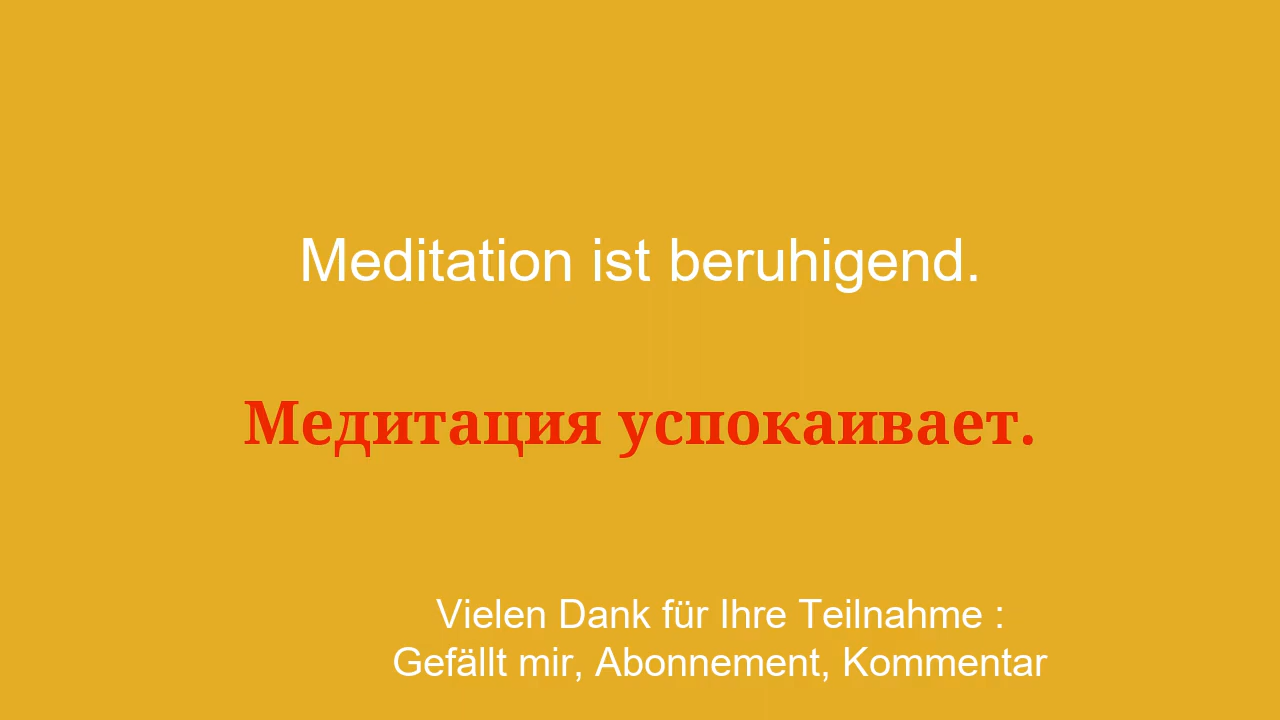 Meditation ist beruhigend.
Медитация успокаивает.
Vielen Dank für Ihre Teilnahme :
Gefällt mir, Abonnement, Kommentar